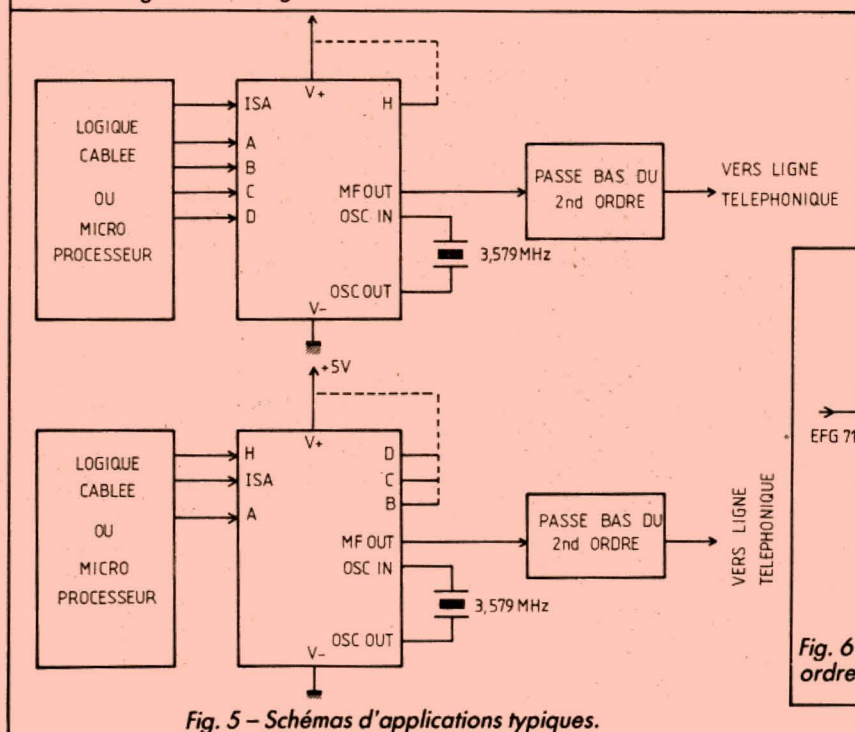 V+
ISA
H
LOGIQUE
CABLEE
OU
MICRO
PROCESSEUR
A
B
C
D
MF OUT
OSC IN
OSC OUT
V-
3,579 MHz
PASSE BAS DU
2nd ORDRE
VERS LIGNE
TELEPHONIQUE
+5V
V+
LOGIQUE
CABLEE
OU
MICRO
PROCESSEUR
H
ISA
A
D
C
B
MF OUT
OSC IN
OSC OUT
V-
3,579 MHz
PASSE BAS DU
2nd ORDRE
VERS LIGNE
TELEPHONIQUE
EFG 71
Fig. 6
ordre
Fig. 5 – Schémas d'applications typiques.